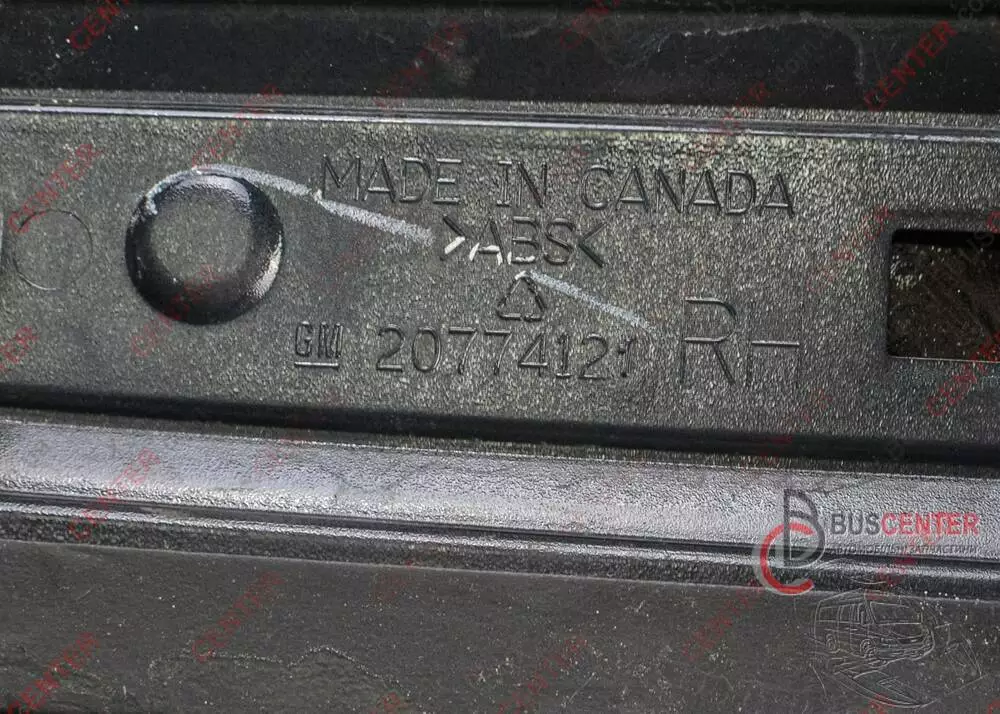 MADE IN CANADA
>ABS<
GM 20774121 RH
BUSCENTER